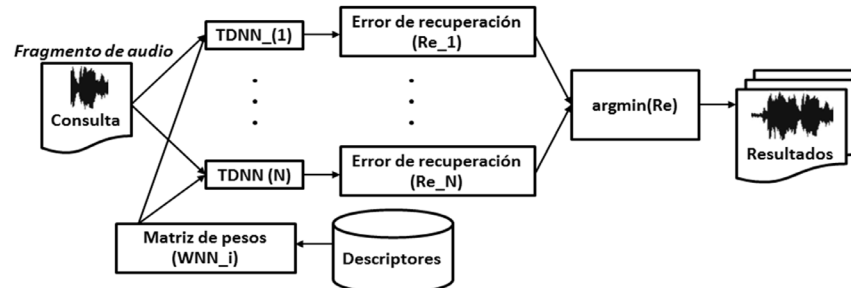 Fragmento de audio
Consulta
TDNN_(1)
Error de recuperación
(Re_1)
TDNN (N)
Error de recuperación
(Re_N)
argmin(Re)
Resultados
Matriz de pesos
(WNN_i)
Descriptores